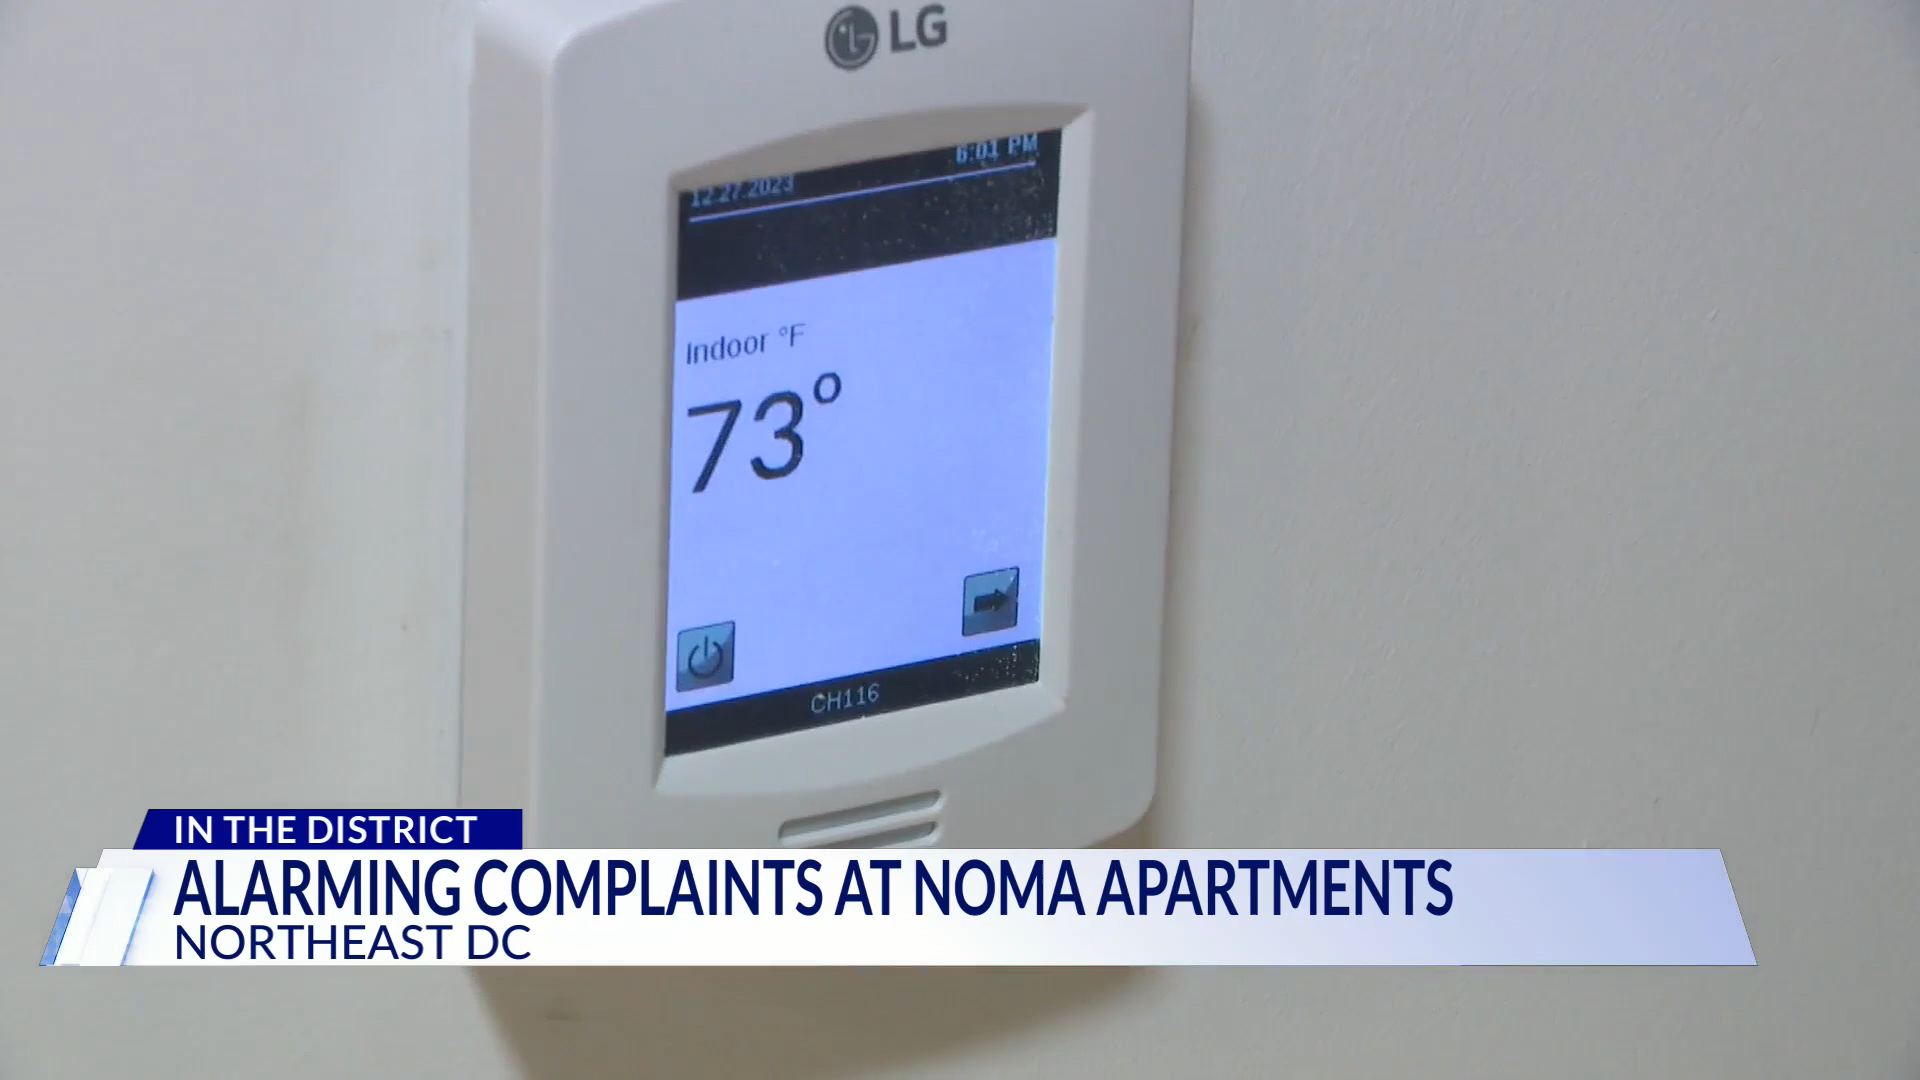 LG
12.27.2023 6:01 PM
Indoor °F
73°
CH116
IN THE DISTRICT
ALARMING COMPLAINTS AT NOMA APARTMENTS
NORTHEAST DC